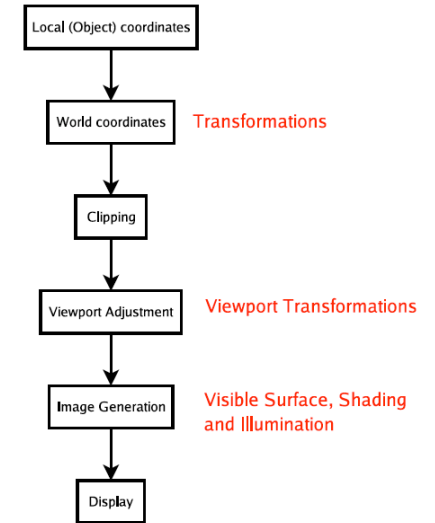 Local (Object) coordinates
World coordinates
Transformations
Clipping
Viewport Adjustment
Viewport Transformations
Image Generation
Visible Surface, Shading
and Illumination
Display